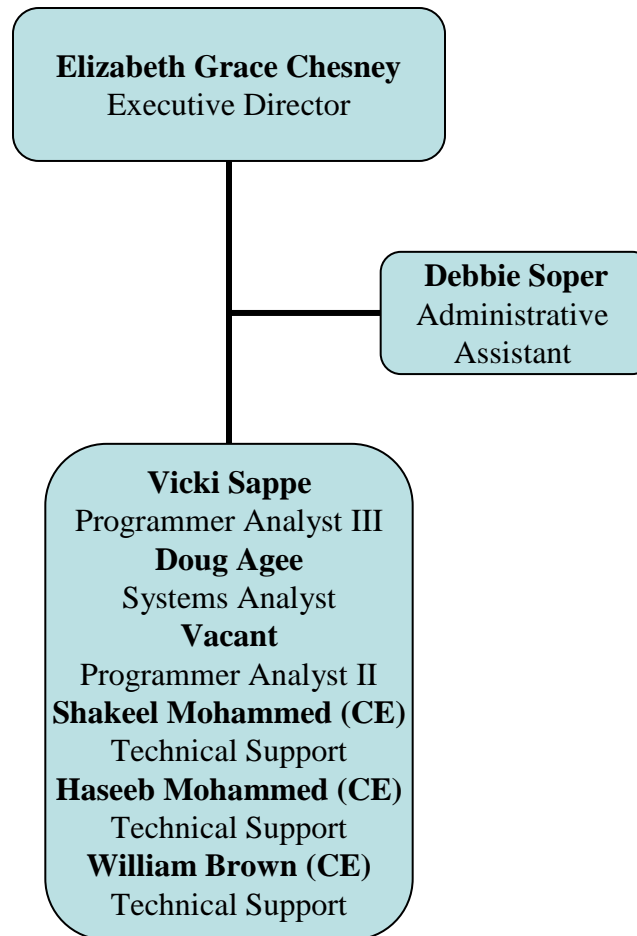 Elizabeth Grace Chesney
Executive Director
Debbie Soper
Administrative
Assistant
Vicki Sappe
Programmer Analyst III
Doug Agee
Systems Analyst
Vacant
Programmer Analyst II
Shakeel Mohammed (CE)
Technical Support
Haseeb Mohammed (CE)
Technical Support
William Brown (CE)
Technical Support